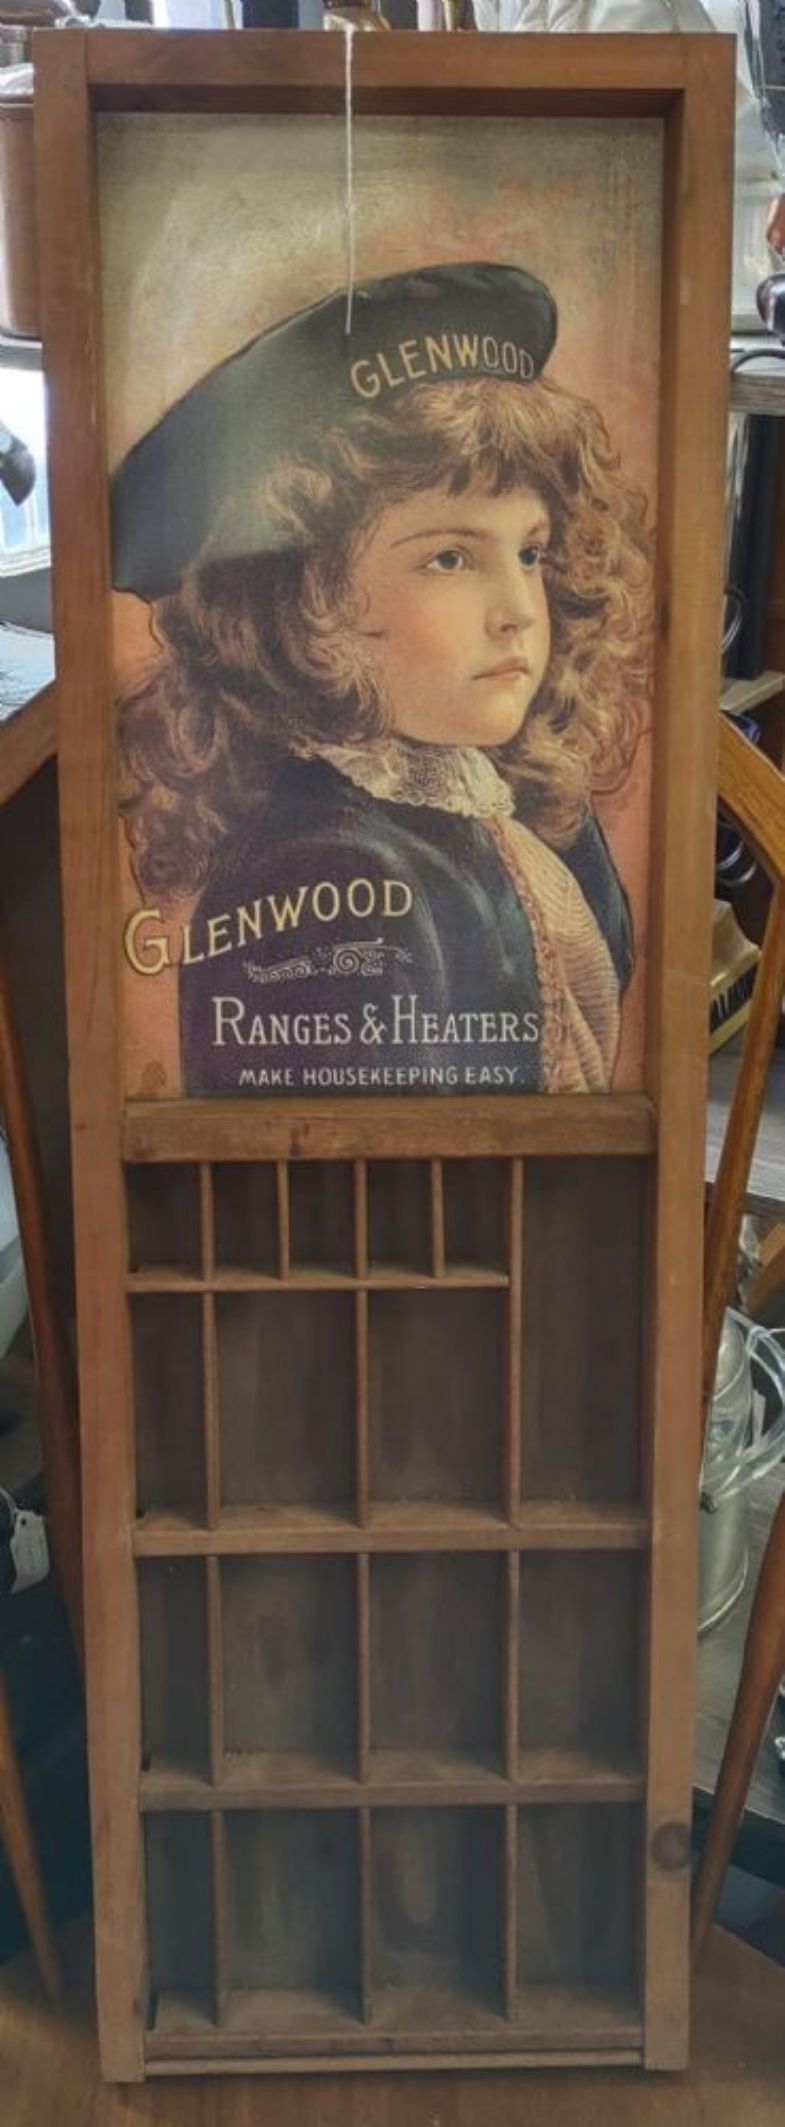 GLENWOOD
GLENWOOD
RANGES & HEATERS
MAKE HOUSEKEEPING EASY.